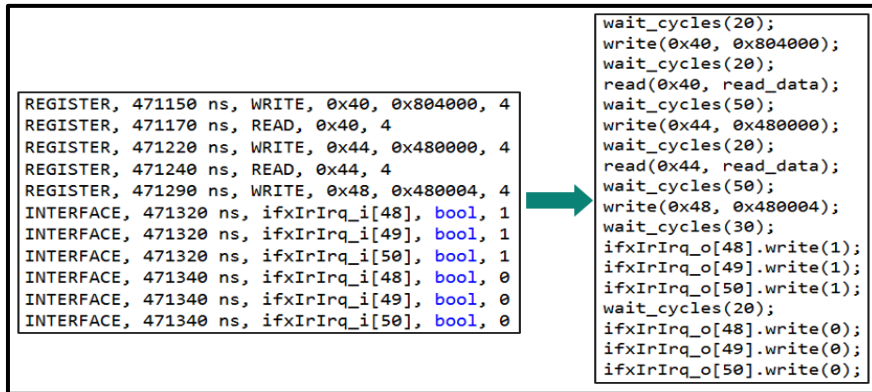 REGISTER, 471150 ns, WRITE, 0x40, 0x804000, 4
REGISTER, 471170 ns, READ, 0x40, 4
REGISTER, 471220 ns, WRITE, 0x44, 0x480000, 4
REGISTER, 471240 ns, READ, 0x44, 4
REGISTER, 471290 ns, WRITE, 0x48, 0x480004, 4
INTERFACE, 471320 ns, ifxIrIrq_i[48], bool, 1
INTERFACE, 471320 ns, ifxIrIrq_i[49], bool, 1
INTERFACE, 471320 ns, ifxIrIrq_i[50], bool, 1
INTERFACE, 471340 ns, ifxIrIrq_i[48], bool, 0
INTERFACE, 471340 ns, ifxIrIrq_i[49], bool, 0
INTERFACE, 471340 ns, ifxIrIrq_i[50], bool, 0
wait_cycles(20);
write(0x40, 0x804000);
wait_cycles(20);
read(0x40, read_data);
wait_cycles(50);
write(0x44, 0x480000);
wait_cycles(20);
read(0x44, read_data);
wait_cycles(50);
write(0x48, 0x480004);
wait_cycles(30);
ifxIrIrq_o[48].write(1);
ifxIrIrq_o[49].write(1);
ifxIrIrq_o[50].write(1);
wait_cycles(20);
ifxIrIrq_o[48].write(0);
ifxIrIrq_o[49].write(0);
ifxIrIrq_o[50].write(0);